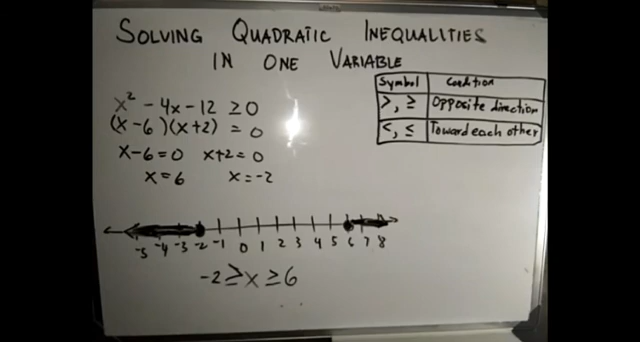 SOLVING QUADRATIC INEQUALITIES
IN ONE VARIABLE
x² - 4x - 12 ≥ 0
(x - 6)(x + 2) = 0
x - 6 = 0 x + 2 = 0
x = 6 x = -2
-5 -4 -3 -2 -1 0 1 2 3 4 5 6 7 8
-2 ≥ x ≥ 6
Symbol Condition
>, ≥ Opposite direction
<, ≤ Toward each other